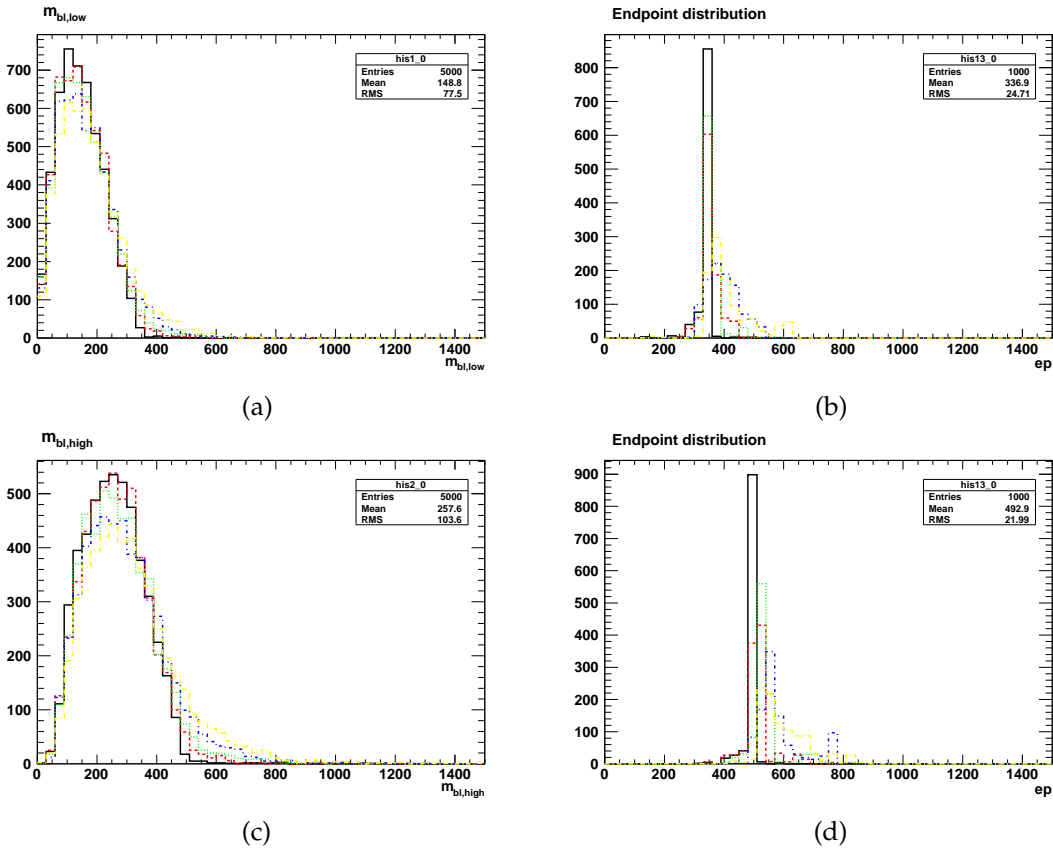 m_bl,low
his1_0
Entries 5000
Mean 148.8
RMS 77.5
700
600
500
400
300
200
100
0
0 200 400 600 800 1000 1200 1400
m_bl,low
(a)
Endpoint distribution
his13_0
Entries 1000
Mean 336.9
RMS 24.71
800
700
600
500
400
300
200
100
0
0 200 400 600 800 1000 1200 1400
ep
(b)
m_bl,high
his2_0
Entries 5000
Mean 257.6
RMS 103.6
500
400
300
200
100
0
0 200 400 600 800 1000 1200 1400
m_bl,high
(c)
Endpoint distribution
his13_0
Entries 1000
Mean 492.9
RMS 21.99
900
800
700
600
500
400
300
200
100
0
0 200 400 600 800 1000 1200 1400
ep
(d)